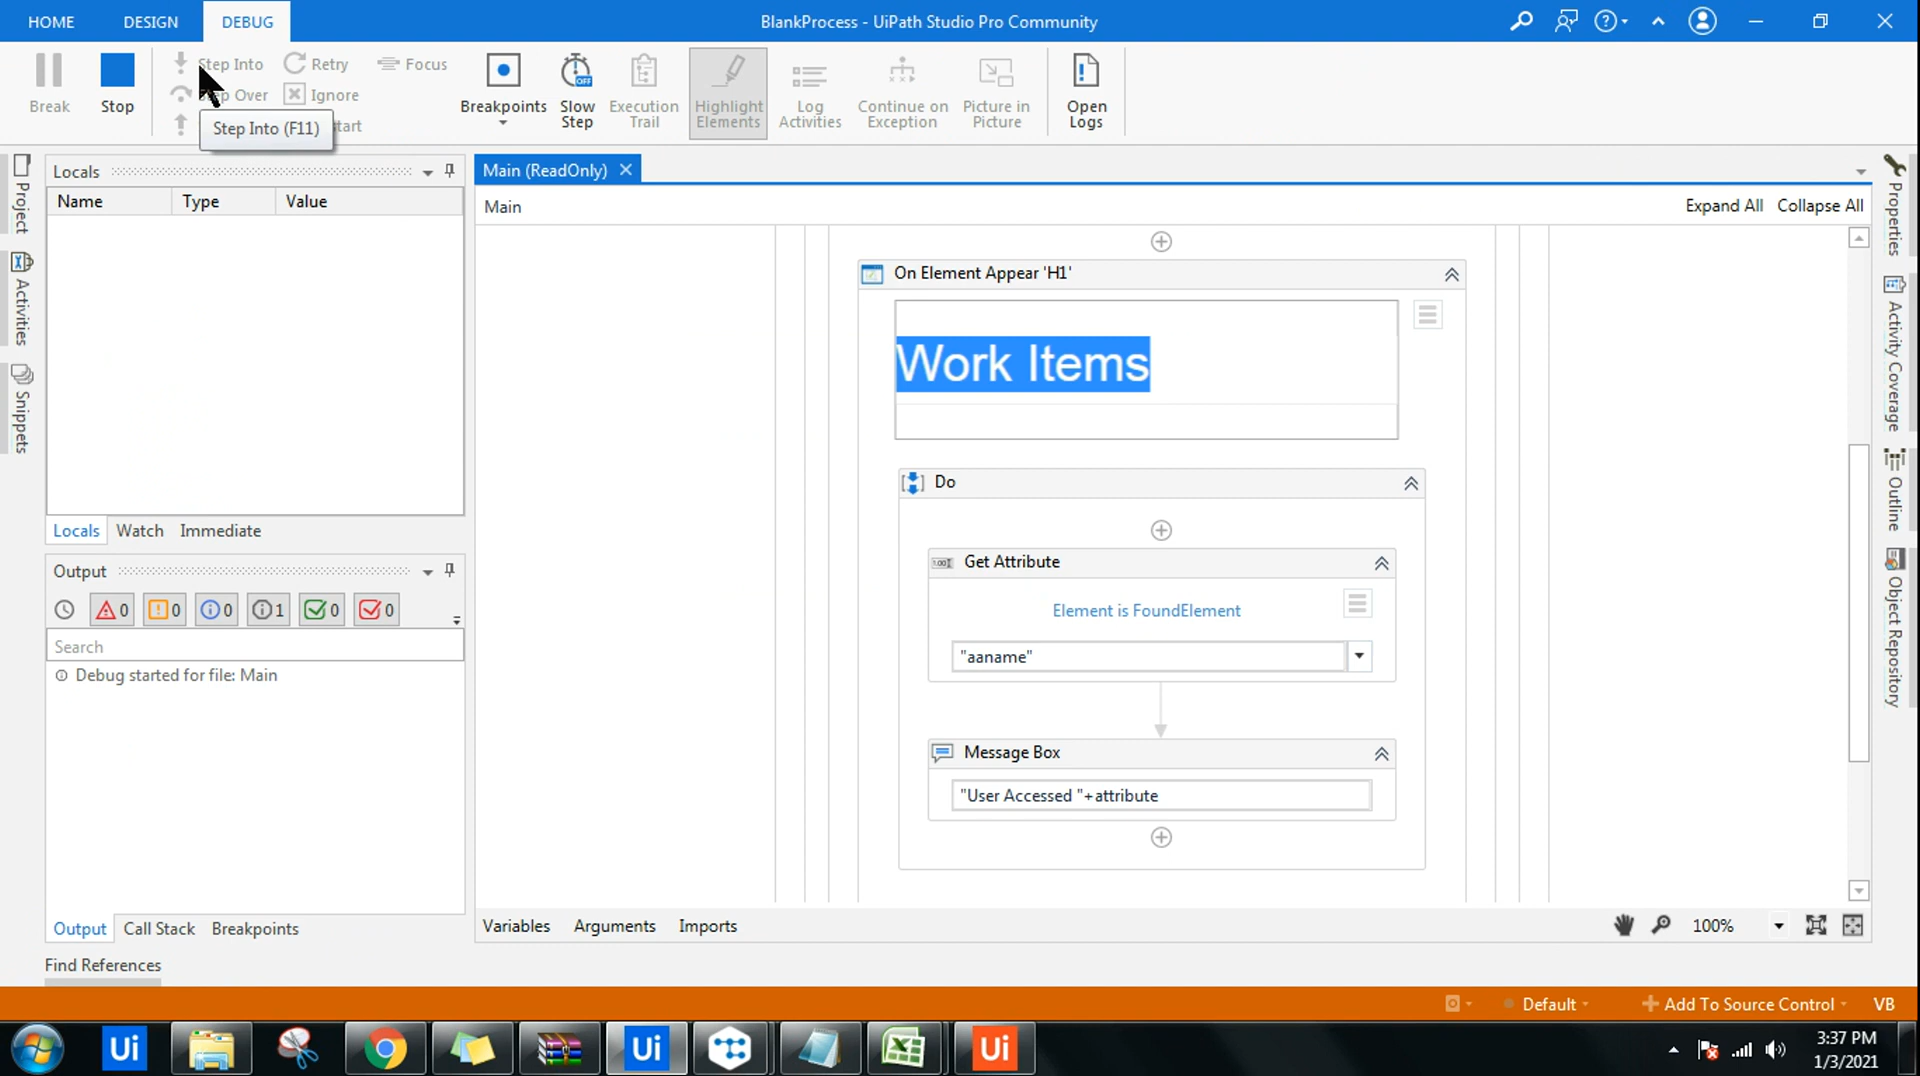 HOME DESIGN DEBUG BlankProcess - UiPath Studio Pro Community
Break
Stop
Step Into
Step Over
Retry
Ignore
Focus
Step Into (F11)
Breakpoints
Slow Step
Execution Trail
Highlight Elements
Log Activities
Continue on Exception
Picture in Picture
Open Logs
Project
Activities
Snippets
Locals
Name Type Value
Locals Watch Immediate
Output
0 0 0 1 0 0
Search
Debug started for file: Main
Output Call Stack Breakpoints
Find References
Main (ReadOnly)
Main
Expand All Collapse All
On Element Appear 'H1'
Work Items
Do
Get Attribute
Element is FoundElement
"aaname"
Message Box
"User Accessed "+attribute
Variables Arguments Imports
100%
Properties
Activity Coverage
Outline
Object Repository
Default
Add To Source Control
VB
Ui
Ui
Ui
3:37 PM
1/3/2021